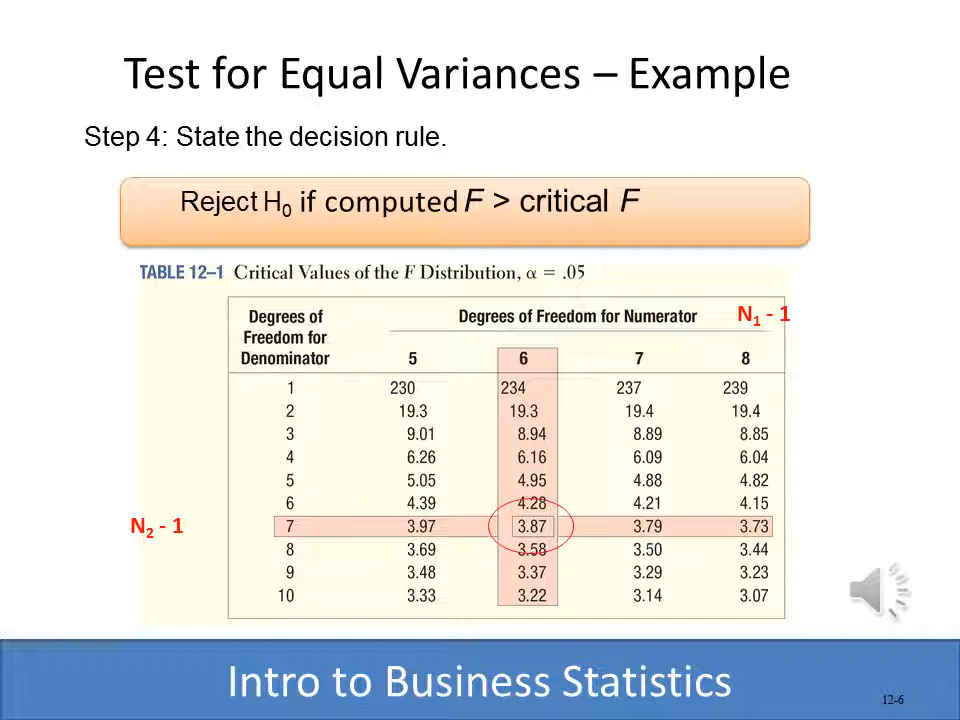 Test for Equal Variances – Example
Step 4: State the decision rule.
Reject H0 if computed F > critical F
TABLE 12–1 Critical Values of the F Distribution, α = .05
Degrees of Freedom for Denominator
Degrees of Freedom for Numerator
N1 - 1
5 6 7 8
1 230 234 237 239
2 19.3 19.3 19.4 19.4
3 9.01 8.94 8.89 8.85
4 6.26 6.16 6.09 6.04
5 5.05 4.95 4.88 4.82
6 4.39 4.28 4.21 4.15
N2 - 1
7 3.97 3.87 3.79 3.73
8 3.69 3.58 3.50 3.44
9 3.48 3.37 3.29 3.23
10 3.33 3.22 3.14 3.07
Intro to Business Statistics
12-6